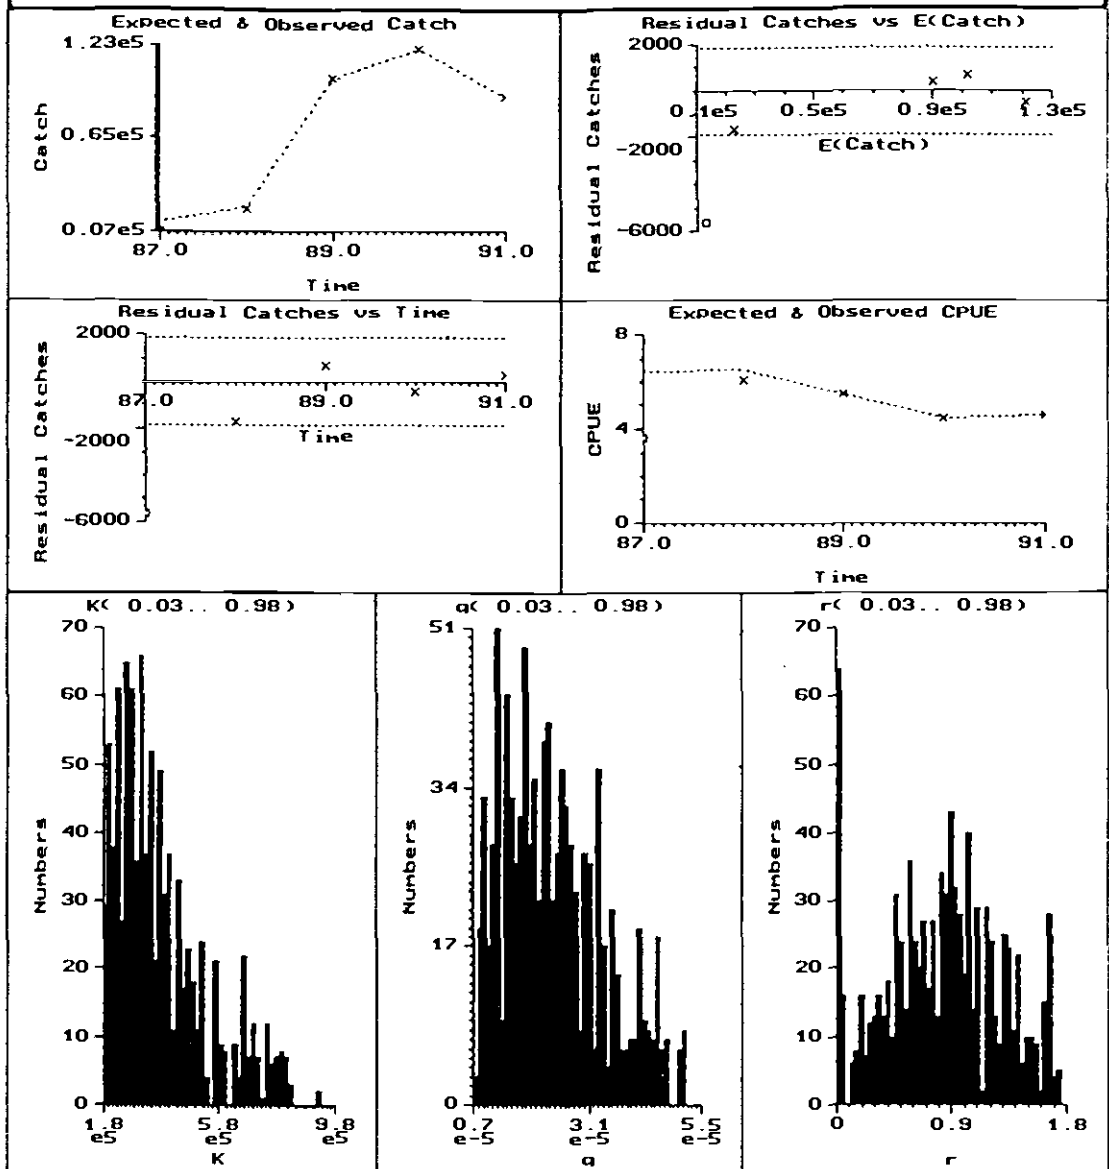 Expected & Observed Catch
1.23e5
0.65e5
0.07e5
Catch
87.0 89.0 91.0
Time
Residual Catches vs E(Catch)
2000
0.1e5 0.5e5 0.9e5 1.3e5
-2000
-6000
E(Catch)
Residual Catches
Residual Catches vs Time
2000
87.0 89.0 91.0
-2000
-6000
Time
Residual Catches
Expected & Observed CPUE
8
4
0
CPUE
87.0 89.0 91.0
Time
K( 0.03.. 0.98)
70
60
50
40
30
20
10
0
Numbers
1.8 5.8 9.8
e5 e5 e5
K
q( 0.03.. 0.98)
51
34
17
0
Numbers
0.7 3.1 5.5
e-5 e-5 e-5
q
r( 0.03.. 0.98)
70
60
50
40
30
20
10
0
Numbers
0 0.9 1.8
r